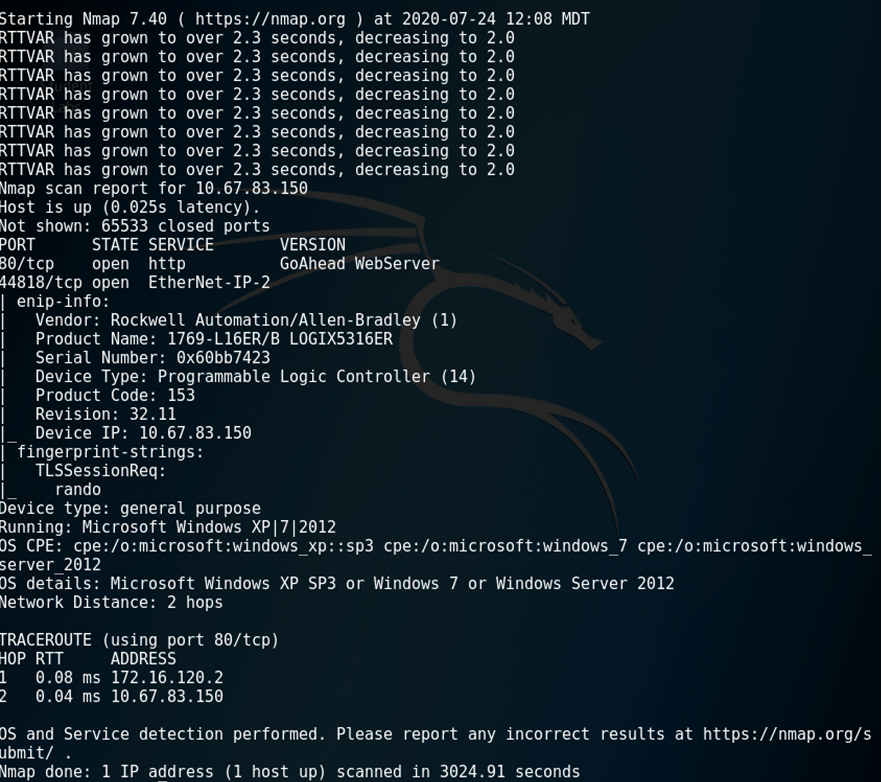 Starting Nmap 7.40 ( https://nmap.org ) at 2020-07-24 12:08 MDT
RTTVAR has grown to over 2.3 seconds, decreasing to 2.0
RTTVAR has grown to over 2.3 seconds, decreasing to 2.0
RTTVAR has grown to over 2.3 seconds, decreasing to 2.0
RTTVAR has grown to over 2.3 seconds, decreasing to 2.0
RTTVAR has grown to over 2.3 seconds, decreasing to 2.0
RTTVAR has grown to over 2.3 seconds, decreasing to 2.0
RTTVAR has grown to over 2.3 seconds, decreasing to 2.0
RTTVAR has grown to over 2.3 seconds, decreasing to 2.0
Nmap scan report for 10.67.83.150
Host is up (0.025s latency).
Not shown: 65533 closed ports
PORT      STATE SERVICE       VERSION
80/tcp    open  http          GoAhead WebServer
44818/tcp open  EtherNet-IP-2
| enip-info:
|   Vendor: Rockwell Automation/Allen-Bradley (1)
|   Product Name: 1769-L16ER/B LOGIX5316ER
|   Serial Number: 0x60bb7423
|   Device Type: Programmable Logic Controller (14)
|   Product Code: 153
|   Revision: 32.11
|_  Device IP: 10.67.83.150
| fingerprint-strings:
|   TLSSessionReq:
|_    rando
Device type: general purpose
Running: Microsoft Windows XP|7|2012
OS CPE: cpe:/o:microsoft:windows_xp::sp3 cpe:/o:microsoft:windows_7 cpe:/o:microsoft:windows_
server_2012
OS details: Microsoft Windows XP SP3 or Windows 7 or Windows Server 2012
Network Distance: 2 hops

TRACEROUTE (using port 80/tcp)
HOP RTT     ADDRESS
1   0.08 ms 172.16.120.2
2   0.04 ms 10.67.83.150

OS and Service detection performed. Please report any incorrect results at https://nmap.org/s
ubmit/ .
Nmap done: 1 IP address (1 host up) scanned in 3024.91 seconds